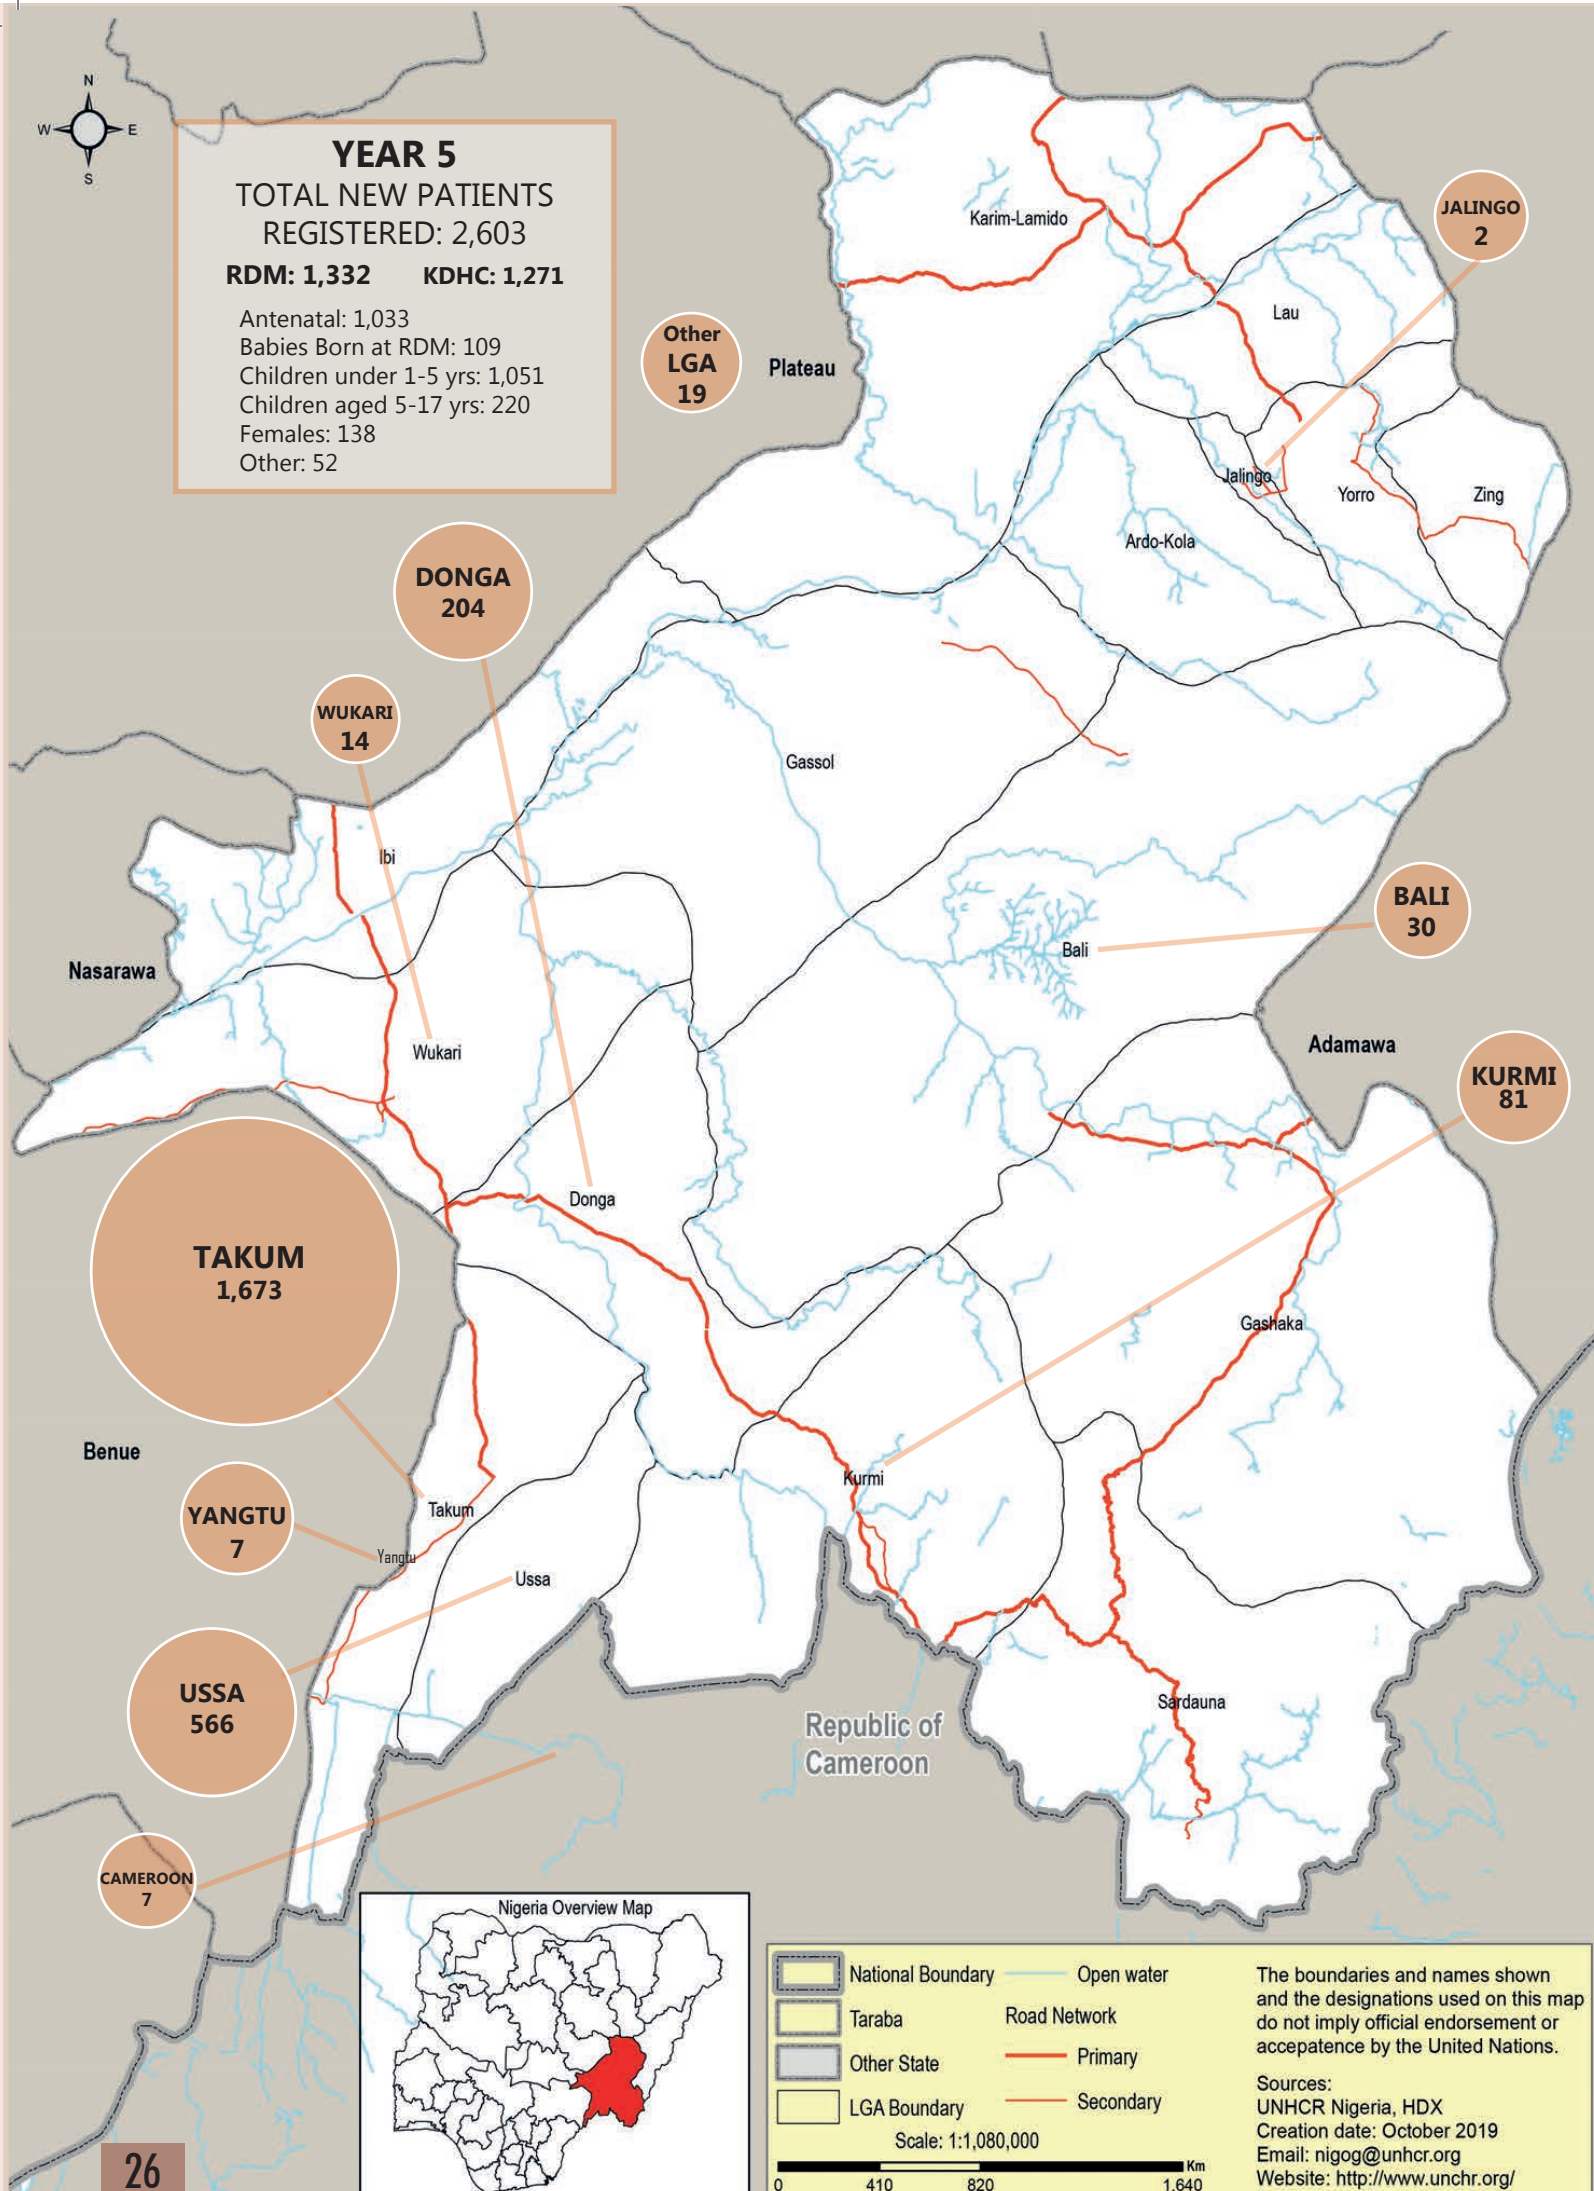 N
W
E
S
YEAR 5
TOTAL NEW PATIENTS
REGISTERED: 2,603
RDM: 1,332 KDHC: 1,271
Antenatal: 1,033
Babies Born at RDM: 109
Children under 1-5 yrs: 1,051
Children aged 5-17 yrs: 220
Females: 138
Other: 52
JALINGO
2
Karim-Lamido
Lau
Other
LGA
19
Plateau
Jalingo
Yorro
Zing
Ardo-Kola
DONGA
204
WUKARI
14
Gassol
Ibi
BALI
30
Bali
Nasarawa
Wukari
Adamawa
KURMI
81
Donga
TAKUM
1,673
Gashaka
Benue
Kurmi
Takum
YANGTU
7
Yangtu
Ussa
USSA
566
Sardauna
Republic of
Cameroon
CAMEROON
7
Nigeria Overview Map
National Boundary
Taraba
Other State
LGA Boundary
Open water
Road Network
Primary
Secondary
Scale: 1:1,080,000
Km
0 410 820 1,640
The boundaries and names shown
and the designations used on this map
do not imply official endorsement or
accepatence by the United Nations.
Sources:
UNHCR Nigeria, HDX
Creation date: October 2019
Email: nigog@unhcr.org
Website: http://www.unchr.org/
26